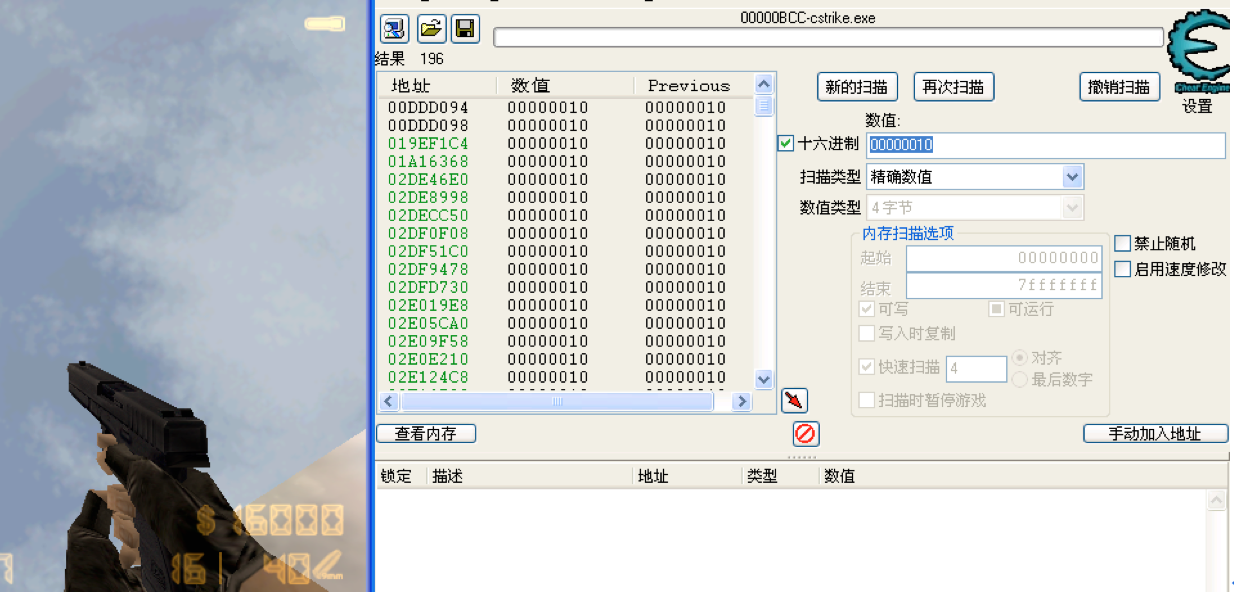 00000BCC-cstrike.exe
结果 196
地址 数值 Previous
00DDD094 00000010 00000010
00DDD098 00000010 00000010
019EF1C4 00000010 00000010
01A16368 00000010 00000010
02DE46E0 00000010 00000010
02DE8998 00000010 00000010
02DECC50 00000010 00000010
02DF0F08 00000010 00000010
02DF51C0 00000010 00000010
02DF9478 00000010 00000010
02DFD730 00000010 00000010
02E019E8 00000010 00000010
02E05CA0 00000010 00000010
02E09F58 00000010 00000010
02E0E210 00000010 00000010
02E124C8 00000010 00000010
新的扫描 再次扫描 撤销扫描
Cheat Engine
设置
数值:
十六进制 00000010
扫描类型 精确数值
数值类型 4字节
内存扫描选项
起始 00000000
结束 7fffffff
可写 可运行
写入时复制
快速扫描 4 对齐
最后数字
扫描时暂停游戏
禁止随机
启用速度修改
查看内存 手动加入地址
锁定 描述 地址 类型 数值
$ 16000
16 | 40